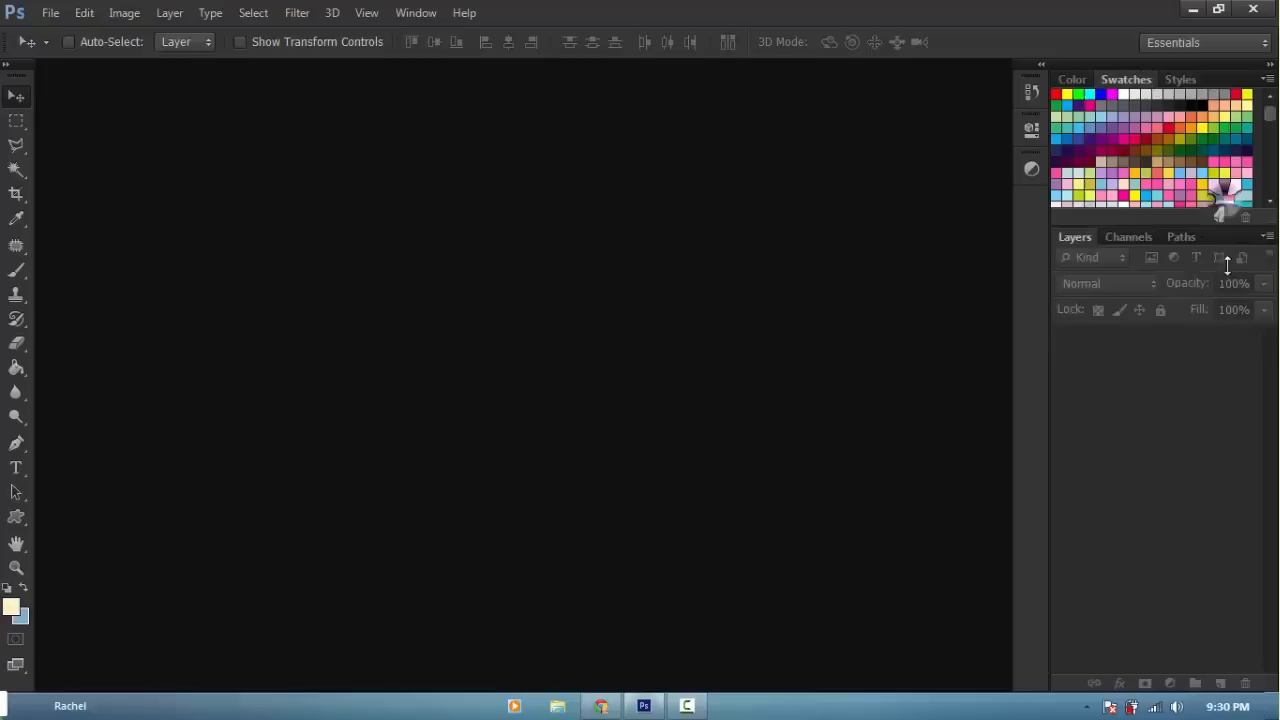 Ps File Edit Image Layer Type Select Filter 3D View Window Help
Auto-Select: Layer Show Transform Controls 3D Mode: Essentials
Color Swatches Styles
Layers Channels Paths
Kind T
Normal Opacity: 100%
Lock: Fill: 100%
T
fx
Rachel Ps C 9:30 PM